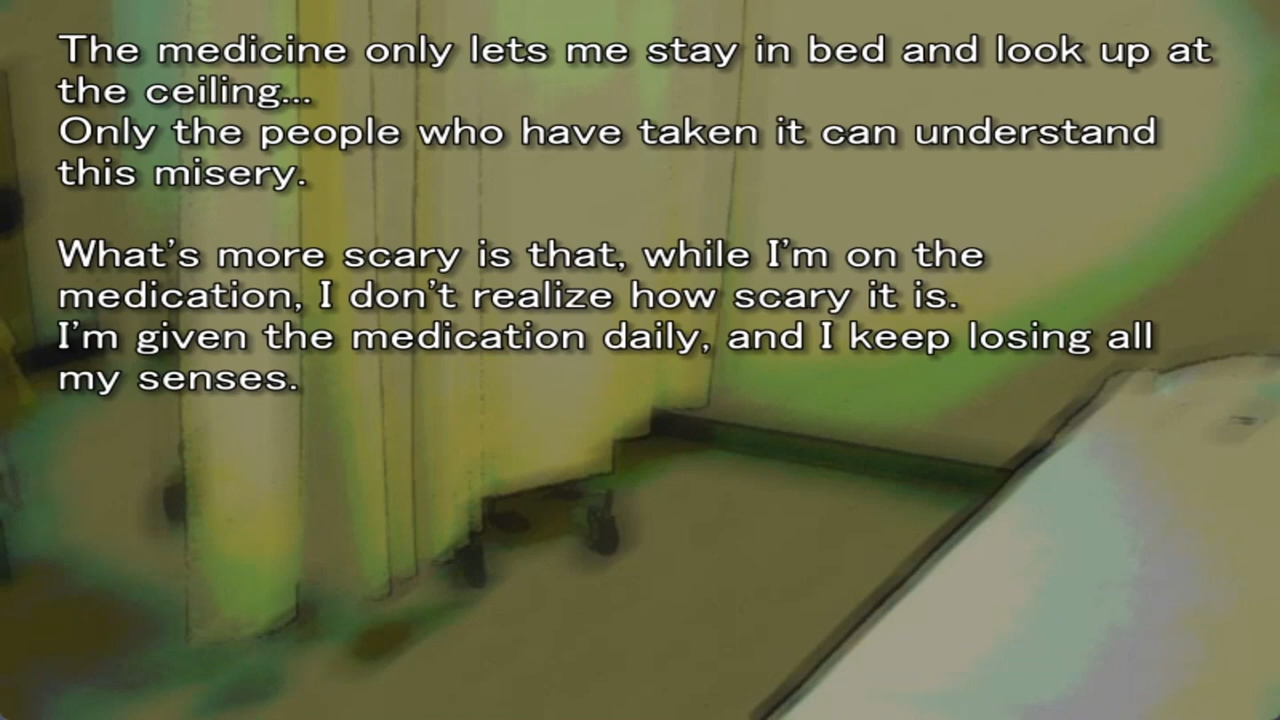 The medicine only lets me stay in bed and look up at
the ceiling...
Only the people who have taken it can understand
this misery.
What's more scary is that, while I'm on the
medication, I don't realize how scary it is.
I'm given the medication daily, and I keep losing all
my senses.